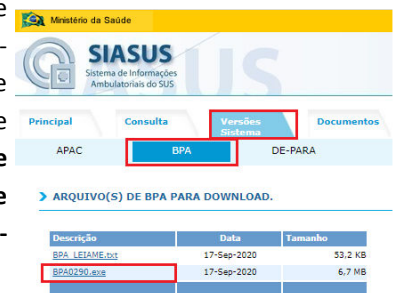 e
-
e
e
e
e
-
Ministério da Saúde
SIASUS
Sistema de Informações
Ambulatoriais do SUS
Principal Consulta Versões Sistema Documentos
APAC BPA DE-PARA
ARQUIVO(S) DE BPA PARA DOWNLOAD.
Descrição Data Tamanho
BPA_LEIAME.txt 17-Sep-2020 53,2 KB
BPA0290.exe 17-Sep-2020 6,7 MB